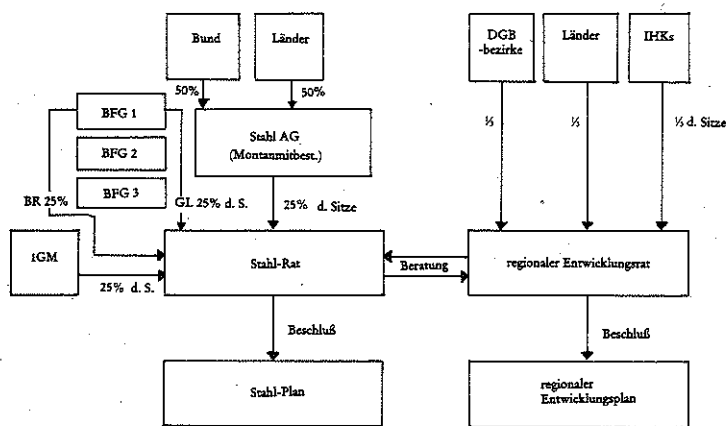 Bund
Länder
DGB
-bezirke
Länder
IHKs
50%
50%
BFG 1
BFG 2
BFG 3
Stahl AG
(Montanmitbest.)
⅓
⅓
⅓ d. Sitze
BR 25%
GL 25% d. S.
25% d. Sitze
IGM
25% d. S.
Stahl-Rat
Beratung
regionaler Entwicklungsrat
Beschluß
Beschluß
Stahl-Plan
regionaler
Entwicklungsplan